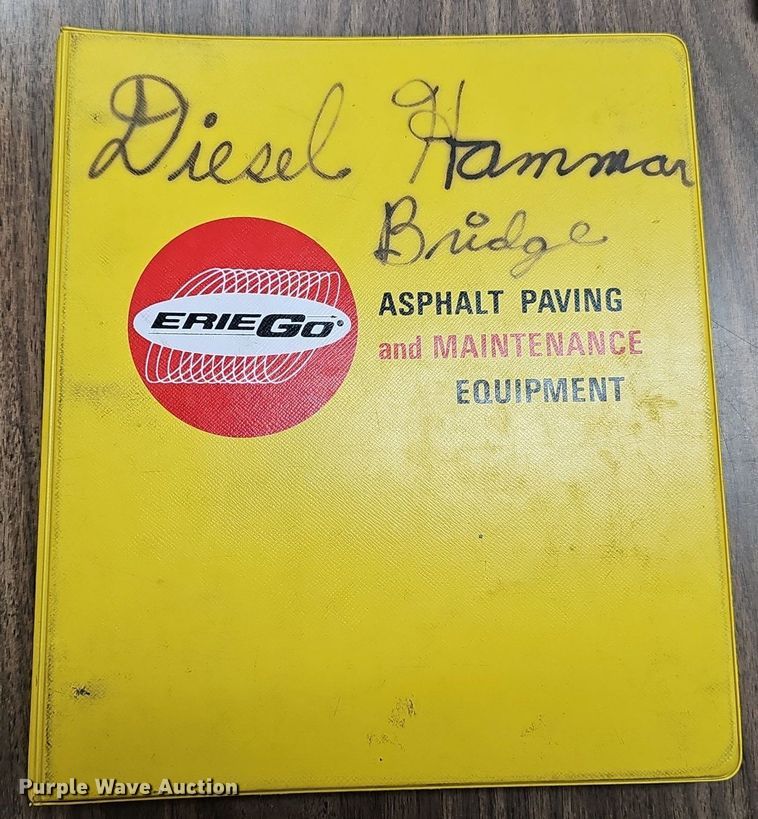 Diesel Hammar
Bridge
ERIEGO®
ASPHALT PAVING
and MAINTENANCE
EQUIPMENT
Purple Wave Auction